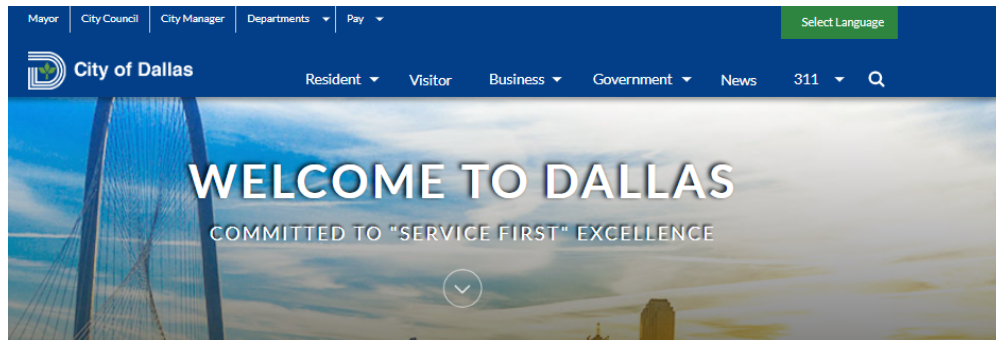 Mayor City Council City Manager Departments Pay Select Language
City of Dallas
Resident Visitor Business Government News 311
WELCOME TO DALLAS
COMMITTED TO "SERVICE FIRST" EXCELLENCE